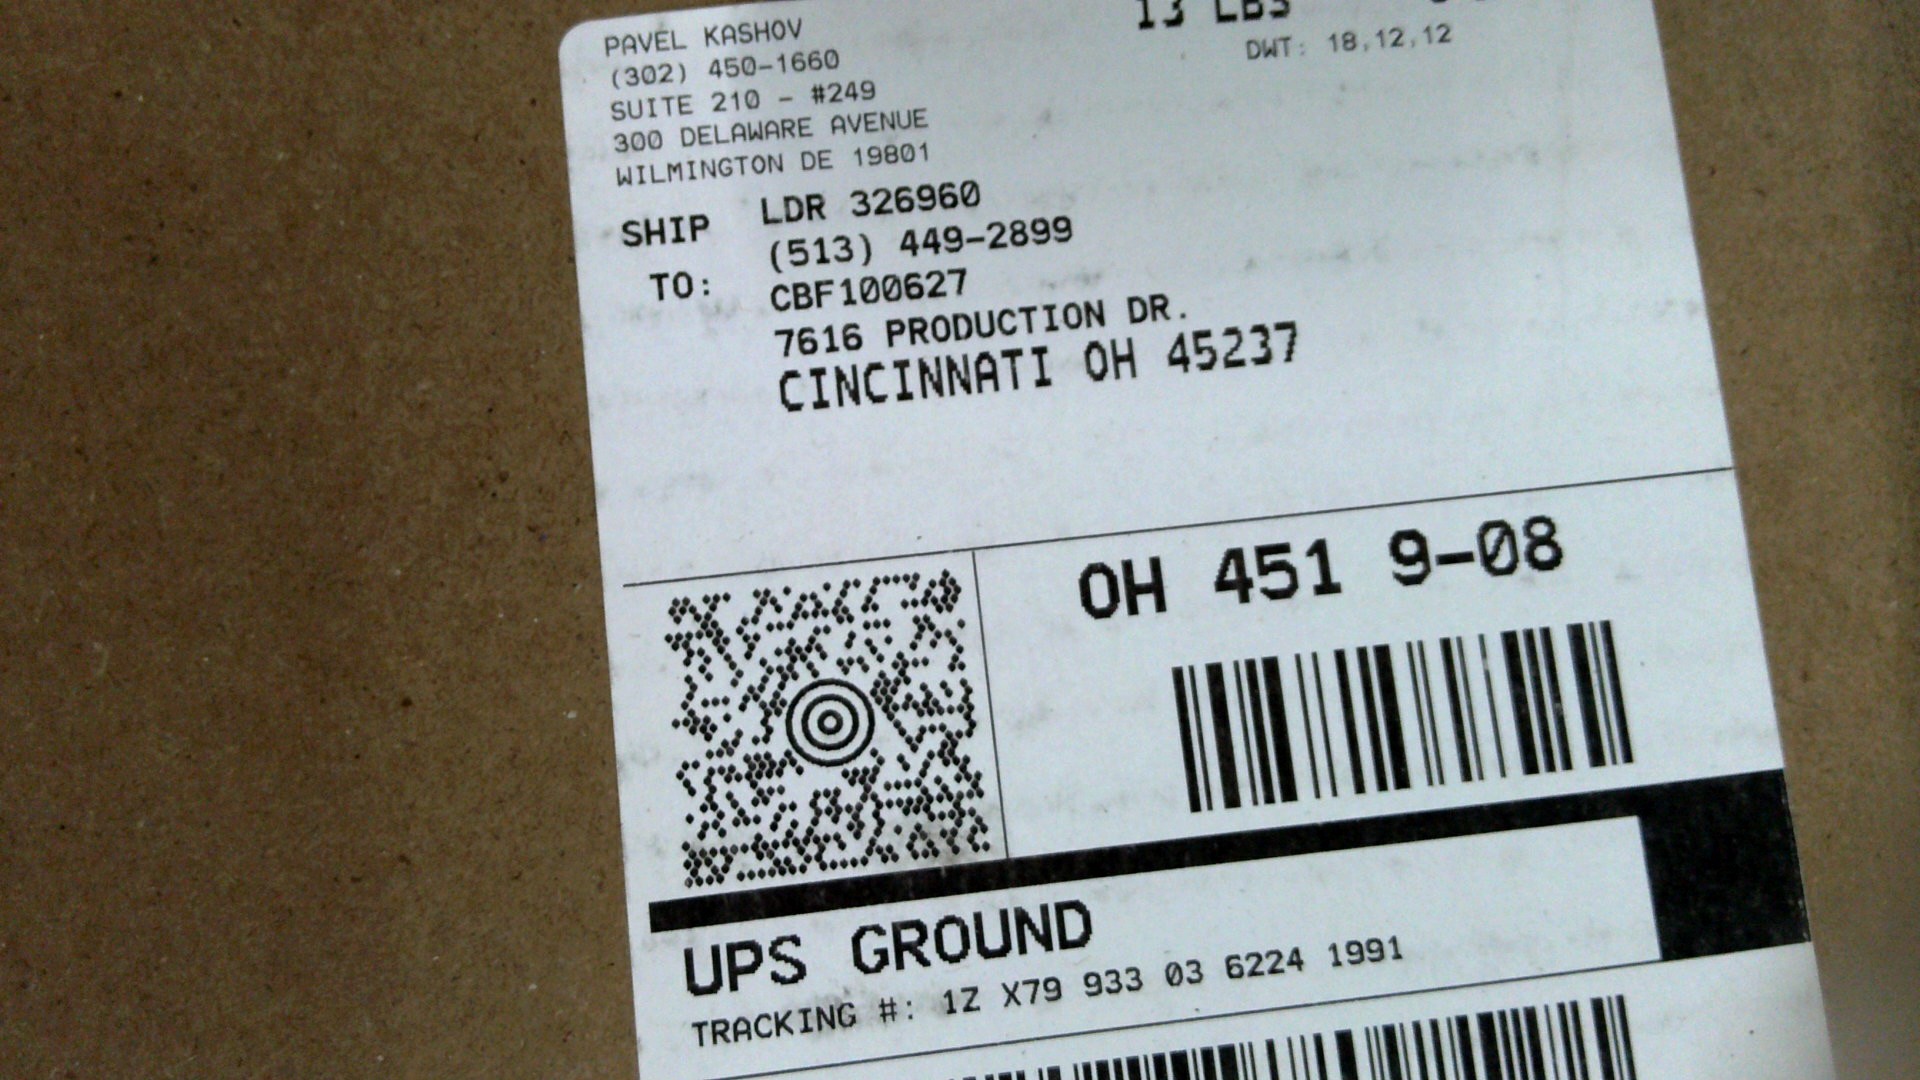 PAVEL KASHOV
(302) 450-1660
SUITE 210 - #249
300 DELAWARE AVENUE
WILMINGTON DE 19801
13 LBS
DWT: 18,12,12
SHIP TO:
LDR 326960
(513) 449-2899
CBF100627
7616 PRODUCTION DR.
CINCINNATI OH 45237
OH 451 9-08
UPS GROUND
TRACKING #: 1Z X79 933 03 6224 1991